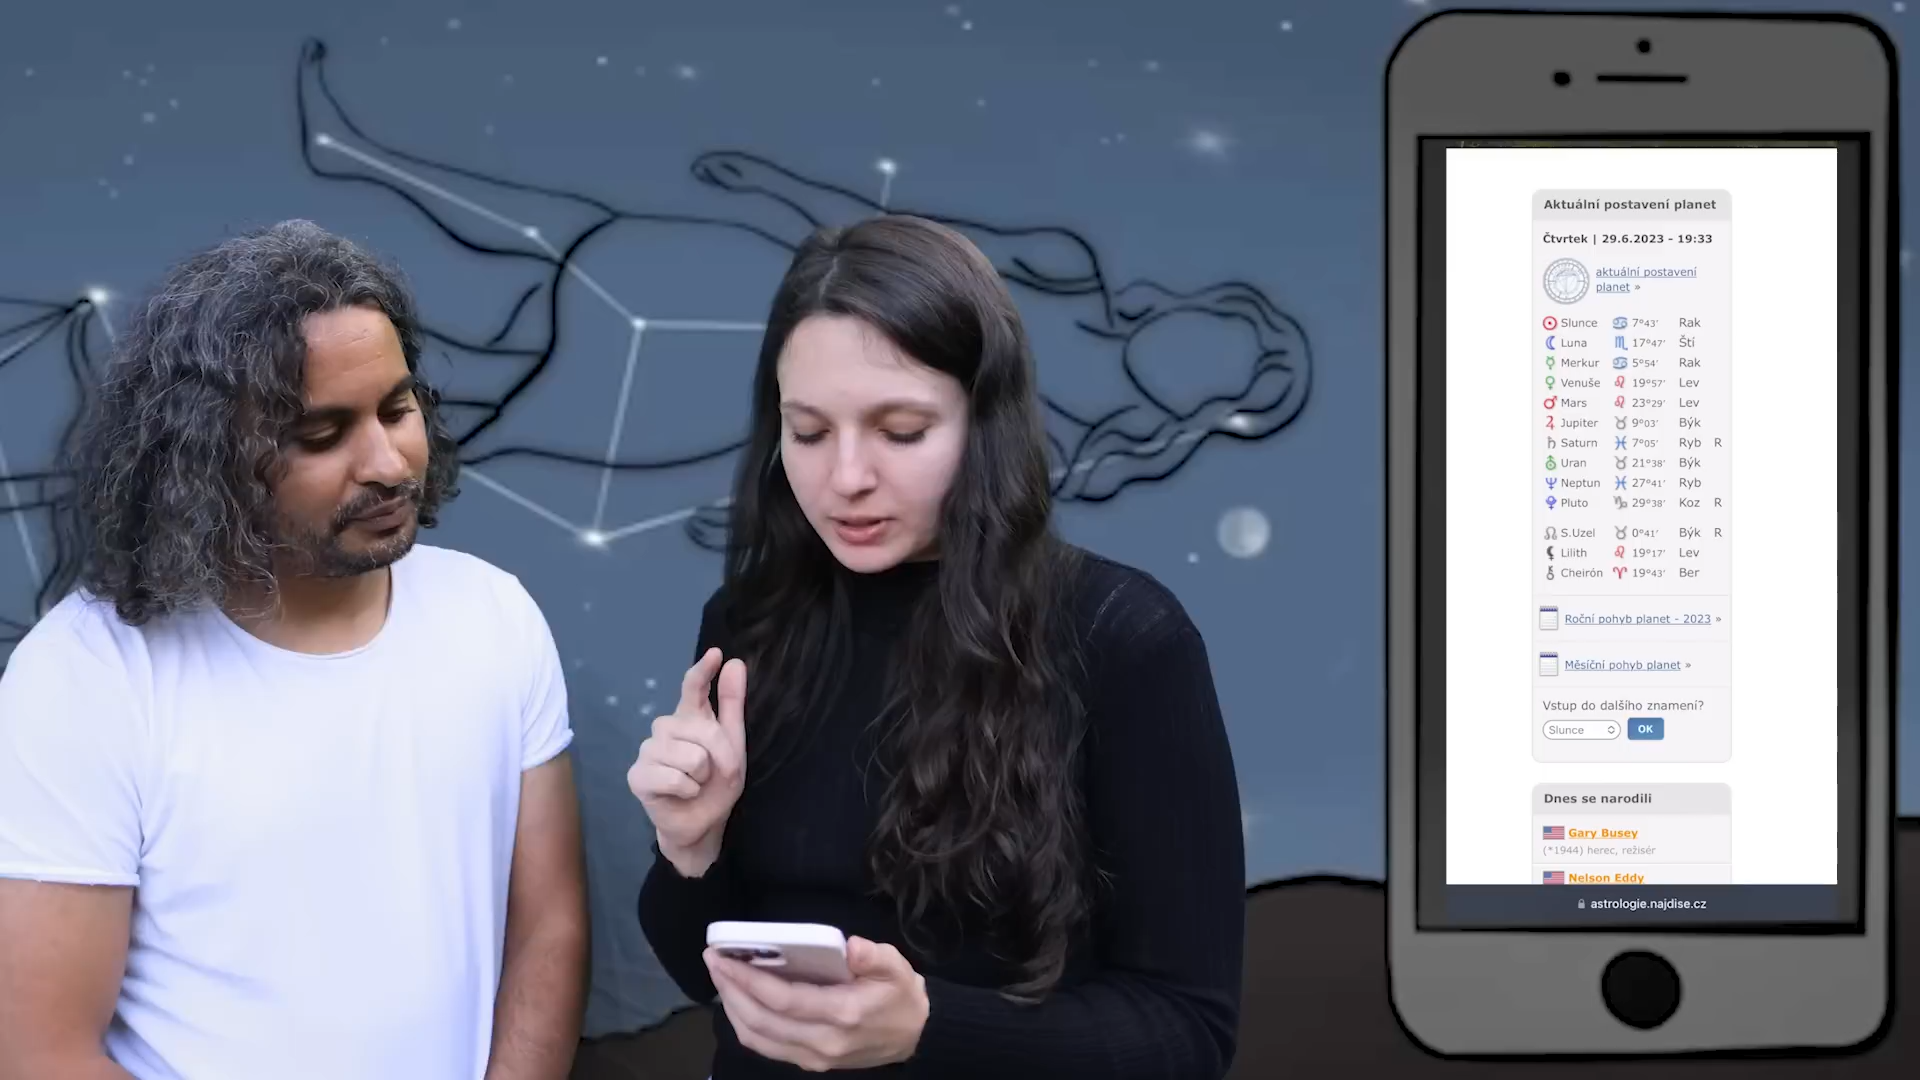 Aktuální postavení planet
Čtvrtek | 29.6.2023 - 19:33
aktuální postavení
planet »
Slunce 7°43' Rak
Luna 17°47' Ští
Merkur 5°54' Rak
Venuše 19°57' Lev
Mars 23°29' Lev
Jupiter 9°03' Býk
Saturn 7°05' Ryb R
Uran 21°38' Býk
Neptun 27°41' Ryb
Pluto 29°38' Koz R
S.Uzel 0°41' Býk R
Lilith 19°17' Lev
Cheirón 19°43' Ber
Roční pohyb planet - 2023 »
Měsíční pohyb planet »
Vstup do dalšího znamení?
Slunce OK
Dnes se narodili
Gary Busey
(*1944) herec, režisér
Nelson Eddy
astrologie.najdise.cz